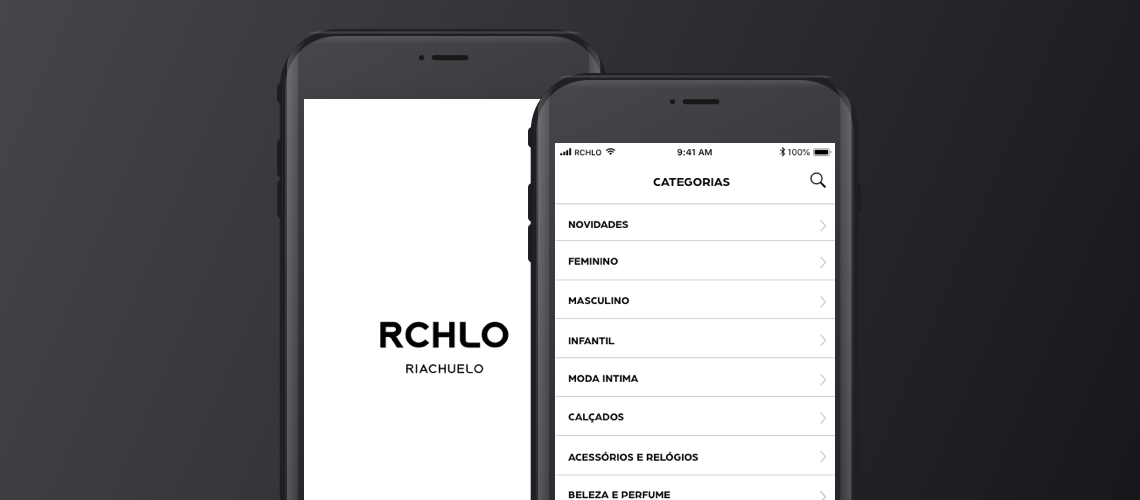 RCHLO
RIACHUELO
RCHLO 9:41 AM 100%
CATEGORIAS
NOVIDADES
FEMININO
MASCULINO
INFANTIL
MODA INTIMA
CALÇADOS
ACESSÓRIOS E RELÓGIOS
BELEZA E PERFUME